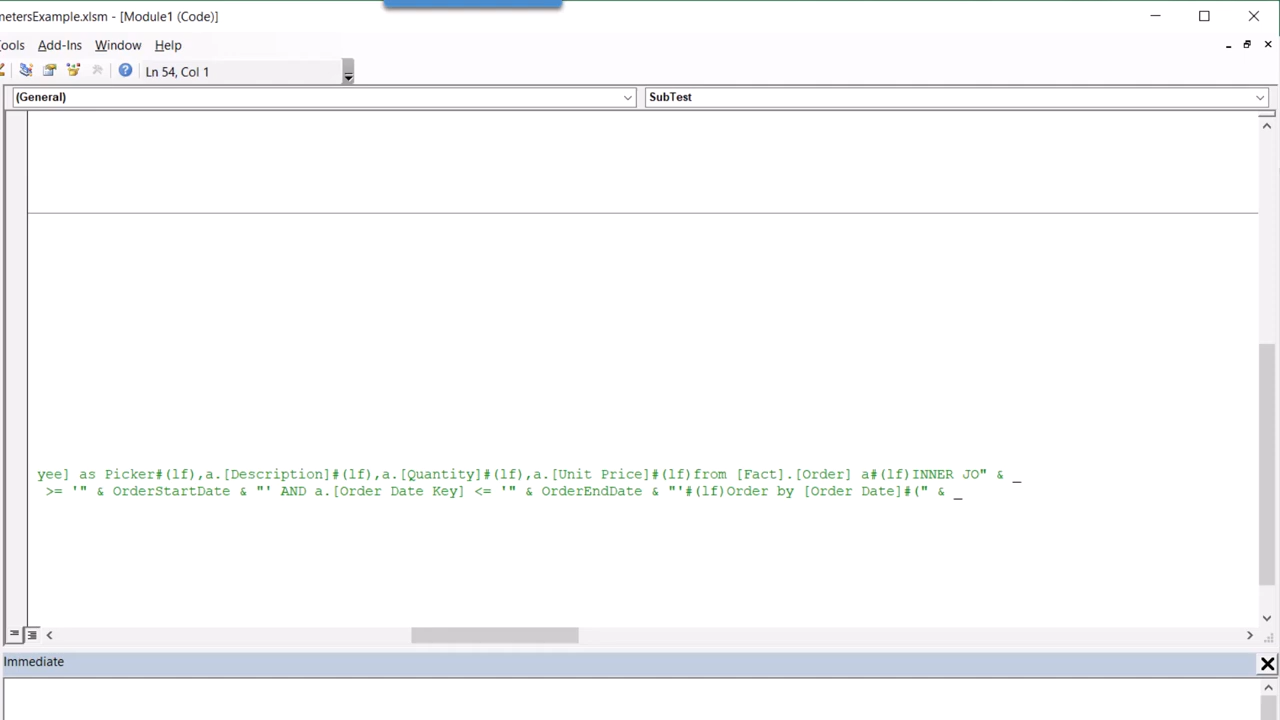 metersExample.xlsm - [Module1 (Code)]
ools Add-Ins Window Help
Ln 54, Col 1
(General) SubTest
yee] as Picker#(lf),a.[Description]#(lf),a.[Quantity]#(lf),a.[Unit Price]#(lf)from [Fact].[Order] a#(lf)INNER JO" & _
>= '" & OrderStartDate & "' AND a.[Order Date Key] <= '" & OrderEndDate & "'#(lf)Order by [Order Date]#(" & _
Immediate